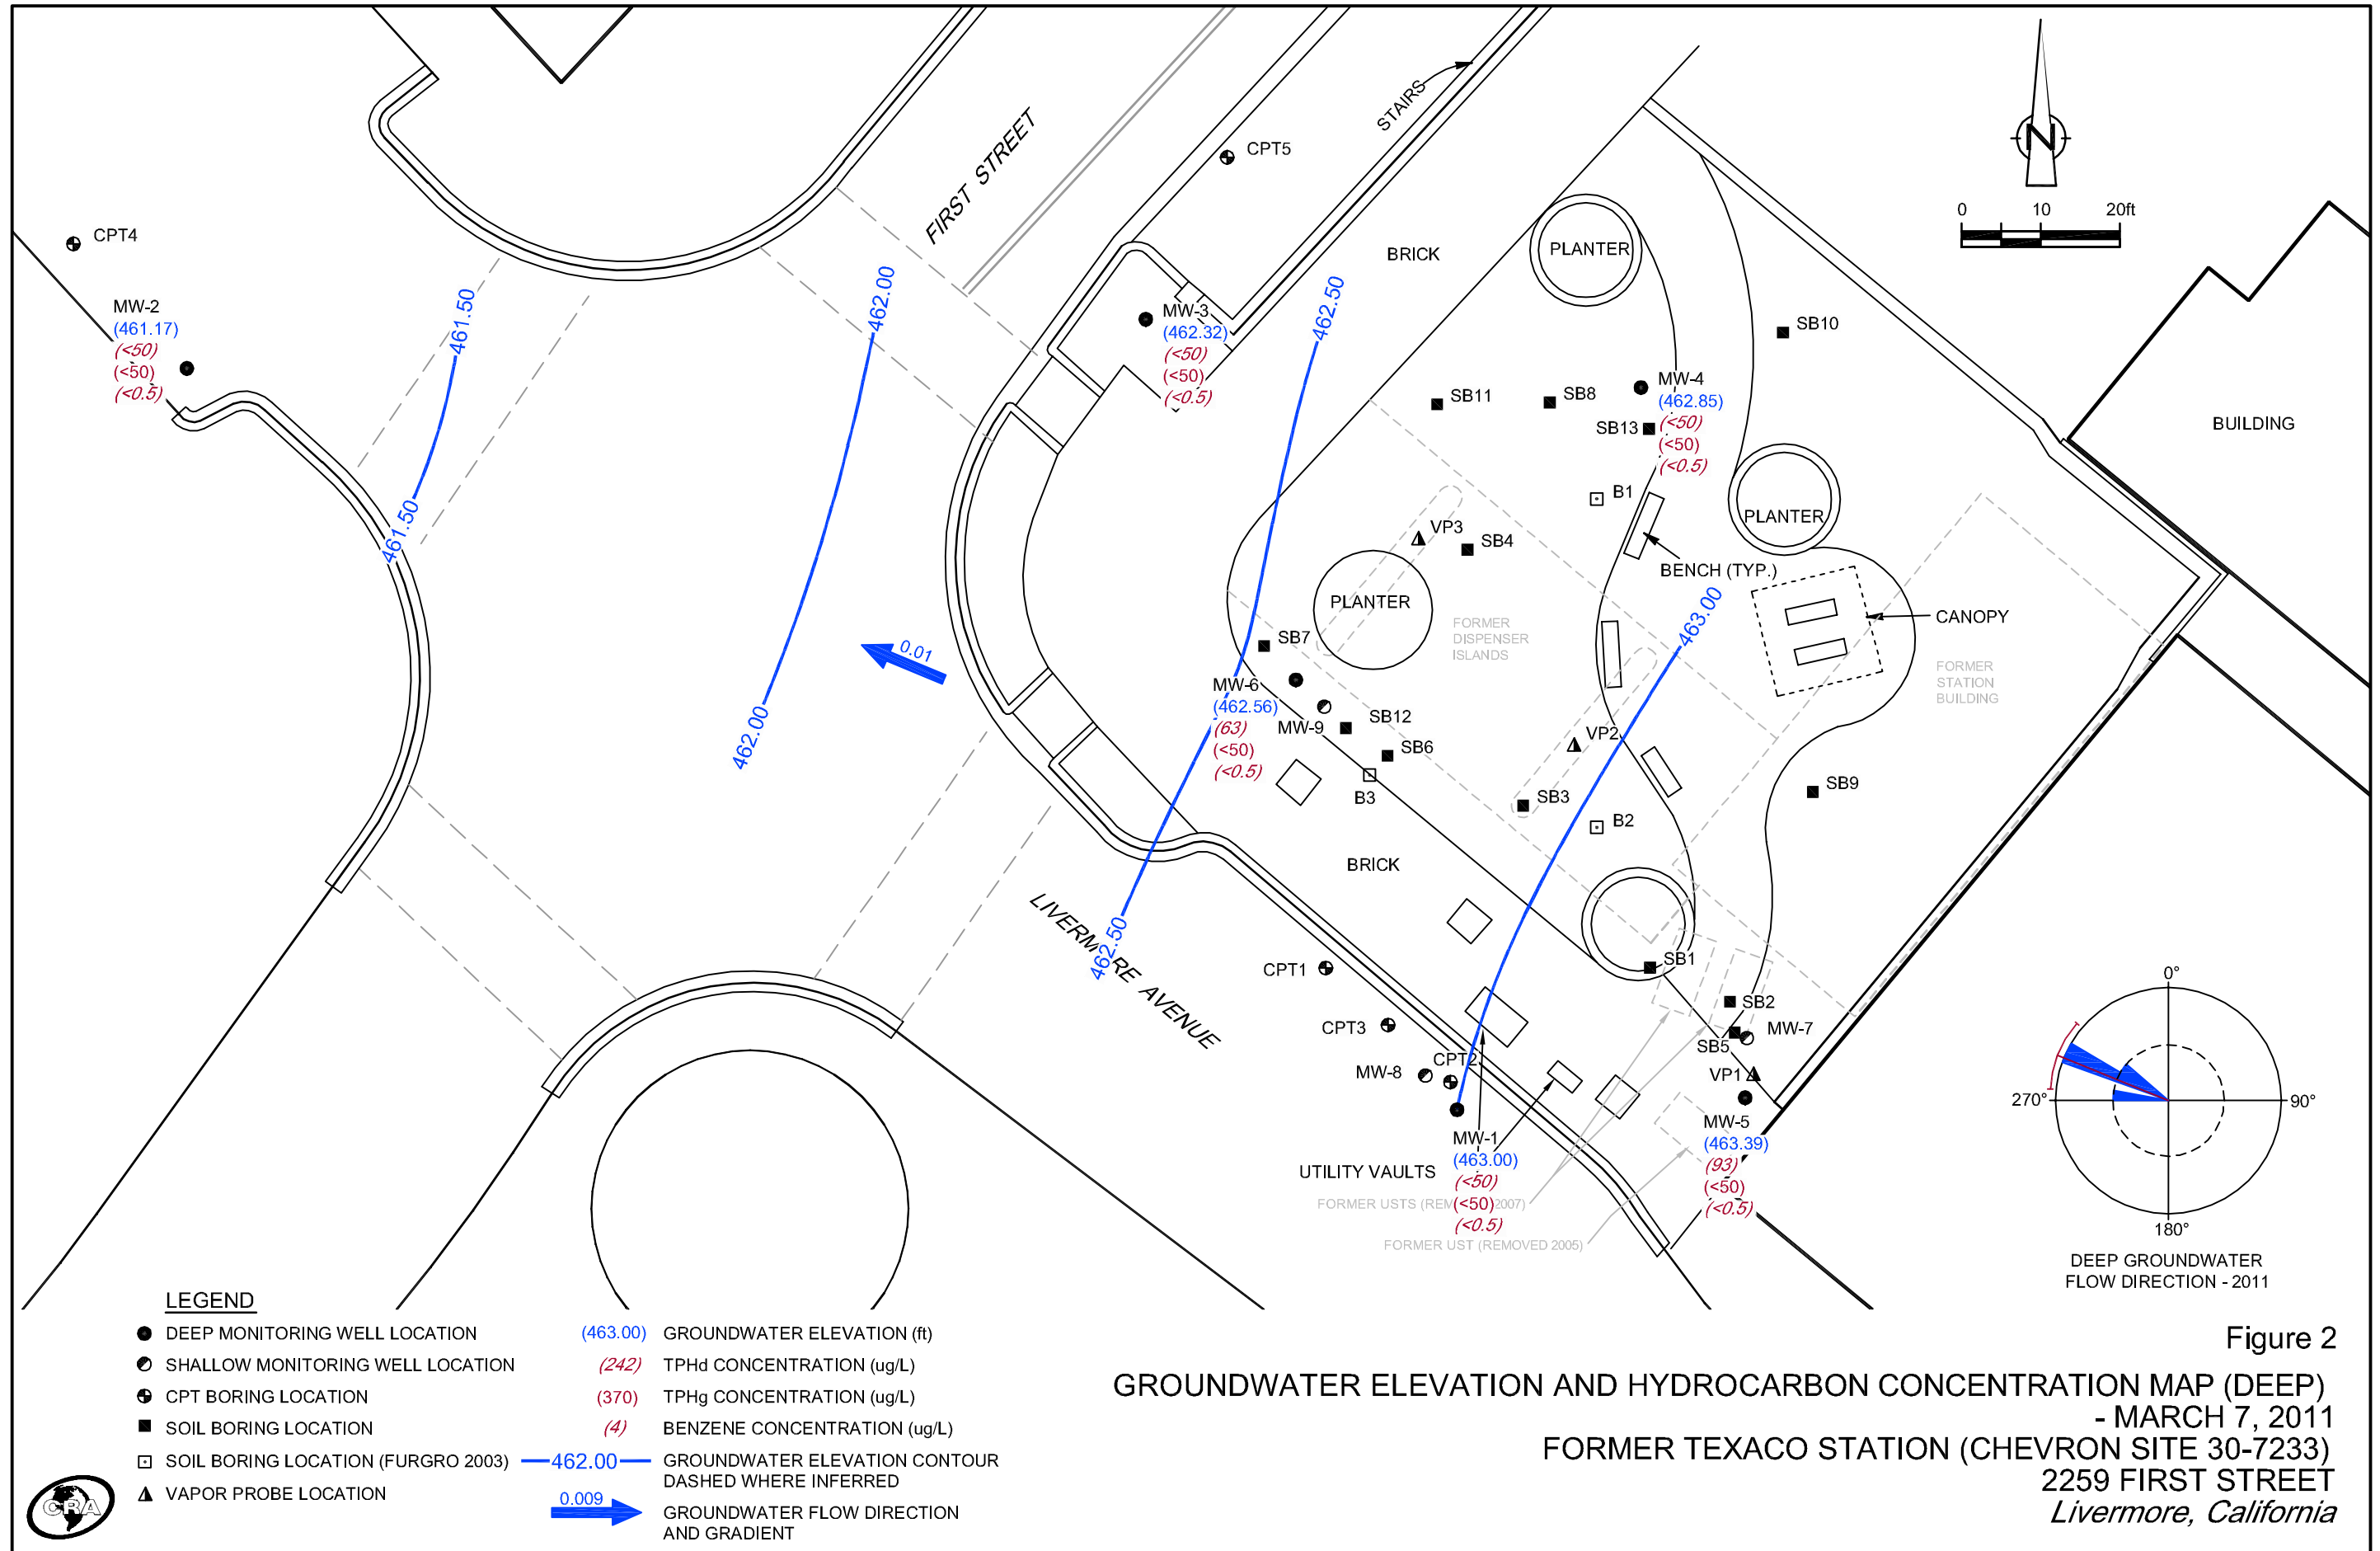 CPT4
MW-2
(461.17)
(<50)
(<50)
(<0.5)
461.50
461.50
462.00
462.00
FIRST STREET
CPT5
STAIRS
MW-3
(462.32)
(<50)
(<50)
(<0.5)
462.50
462.50
BRICK
PLANTER
N
0 10 20ft
SB10
SB11
SB8
MW-4
(462.85)
(<50)
(<50)
(<0.5)
SB13
BUILDING
B1
PLANTER
BENCH (TYP.)
VP3
SB4
PLANTER
FORMER
DISPENSER
ISLANDS
463.00
CANOPY
FORMER
STATION
BUILDING
0.01
SB7
MW-6
(462.56)
(63)
(<50)
(<0.5)
MW-9
SB12
SB6
B3
VP2
SB3
B2
SB9
BRICK
LIVERMORE AVENUE
CPT1
CPT3
CPT2
MW-8
SB1
SB2
SB5
MW-7
VP1
MW-1
(463.00)
(<50)
(<50)
(<0.5)
MW-5
(463.39)
(93)
(<50)
(<0.5)
UTILITY VAULTS
FORMER USTS (REM 2007)
FORMER UST (REMOVED 2005)
0°
270°
90°
180°
DEEP GROUNDWATER
FLOW DIRECTION - 2011
LEGEND
DEEP MONITORING WELL LOCATION
SHALLOW MONITORING WELL LOCATION
CPT BORING LOCATION
SOIL BORING LOCATION
SOIL BORING LOCATION (FURGRO 2003)
VAPOR PROBE LOCATION
(463.00) GROUNDWATER ELEVATION (ft)
(242) TPHd CONCENTRATION (ug/L)
(370) TPHg CONCENTRATION (ug/L)
(4) BENZENE CONCENTRATION (ug/L)
462.00 GROUNDWATER ELEVATION CONTOUR
DASHED WHERE INFERRED
0.009 GROUNDWATER FLOW DIRECTION
AND GRADIENT
CRA
Figure 2
GROUNDWATER ELEVATION AND HYDROCARBON CONCENTRATION MAP (DEEP)
- MARCH 7, 2011
FORMER TEXACO STATION (CHEVRON SITE 30-7233)
2259 FIRST STREET
Livermore, California